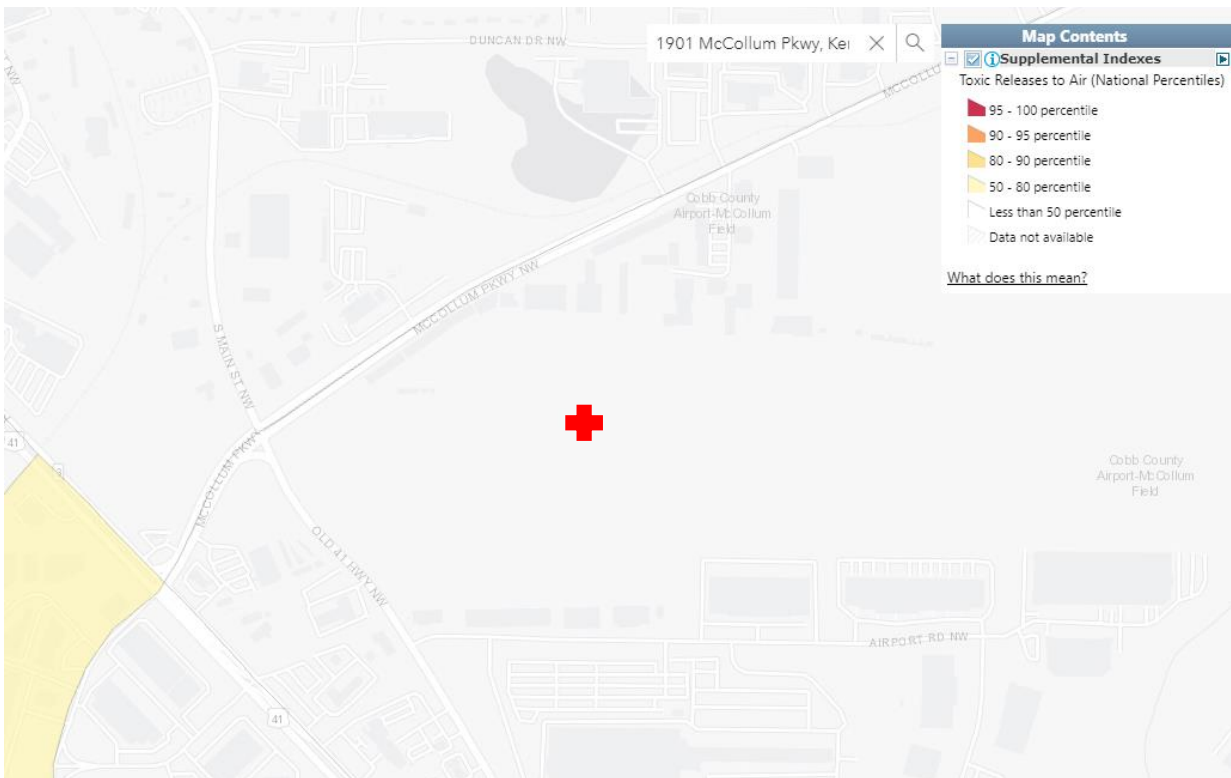 DUNCAN DR NW
1901 McCollum Pkwy, Ke
Map Contents
Supplemental Indexes
Toxic Releases to Air (National Percentiles)
95 - 100 percentile
90 - 95 percentile
80 - 90 percentile
50 - 80 percentile
Less than 50 percentile
Data not available
What does this mean?
MCCOLLU
Cobb County
Airport-McCollum
Field
MCCOLLUM PKWY NW
S MAIN ST NW
MCCOLLUM PKWY
41
OLD 41 HWY NW
Cobb County
Airport-McCollum
Field
AIRPORT RD NW
41